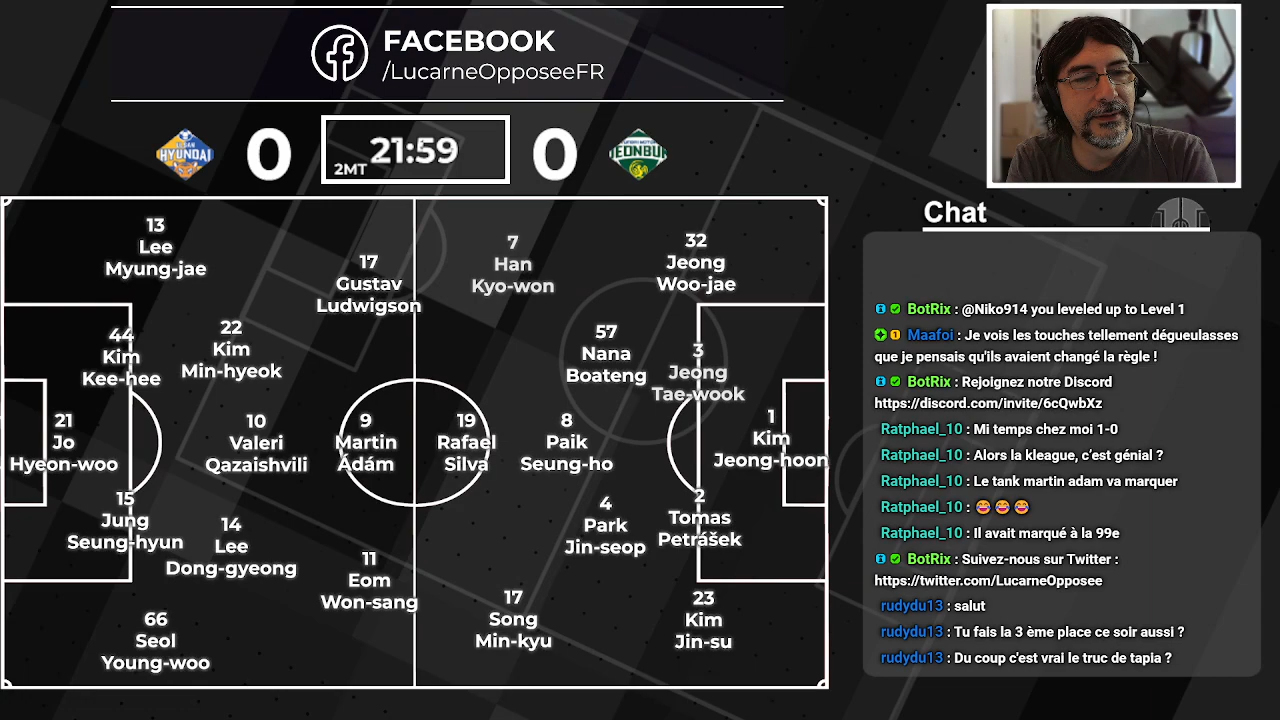 FACEBOOK
/LucarneOpposeeFR
HYUNDAI
0
2MT
21:59
0
13
Lee
Myung-jae
44
Kim
Kee-hee
22
Kim
Min-hyeok
17
Gustav
Ludwigson
21
Jo
Hyeon-woo
10
Valeri
Qazaishvili
9
Martin
Ádám
15
Jung
Seung-hyun
14
Lee
Dong-gyeong
11
Eom
Won-sang
66
Seol
Young-woo
7
Han
Kyo-won
32
Jeong
Woo-jae
57
Nana
Boateng
3
Jeong
Tae-wook
19
Rafael
Silva
8
Paik
Seung-ho
1
Kim
Jeong-hoon
4
Park
Jin-seop
2
Tomas
Petrášek
17
Song
Min-kyu
23
Kim
Jin-su
Chat
BotRix : @Niko914 you leveled up to Level 1
1 Maafoi : Je vois les touches tellement dégueulasses
que je pensais qu'ils avaient changé la règle !
BotRix : Rejoignez notre Discord
https://discord.com/invite/6cQwbXz
Ratphael_10 : Mi temps chez moi 1-0
Ratphael_10 : Alors la kleague, c'est génial ?
Ratphael_10 : Le tank martin adam va marquer
Ratphael_10 : 😂 😂 😂
Ratphael_10 : Il avait marqué à la 99e
BotRix : Suivez-nous sur Twitter :
https://twitter.com/LucarneOpposee
rudydu13 : salut
rudydu13 : Tu fais la 3 ème place ce soir aussi ?
rudydu13 : Du coup c'est vrai le truc de tapia ?